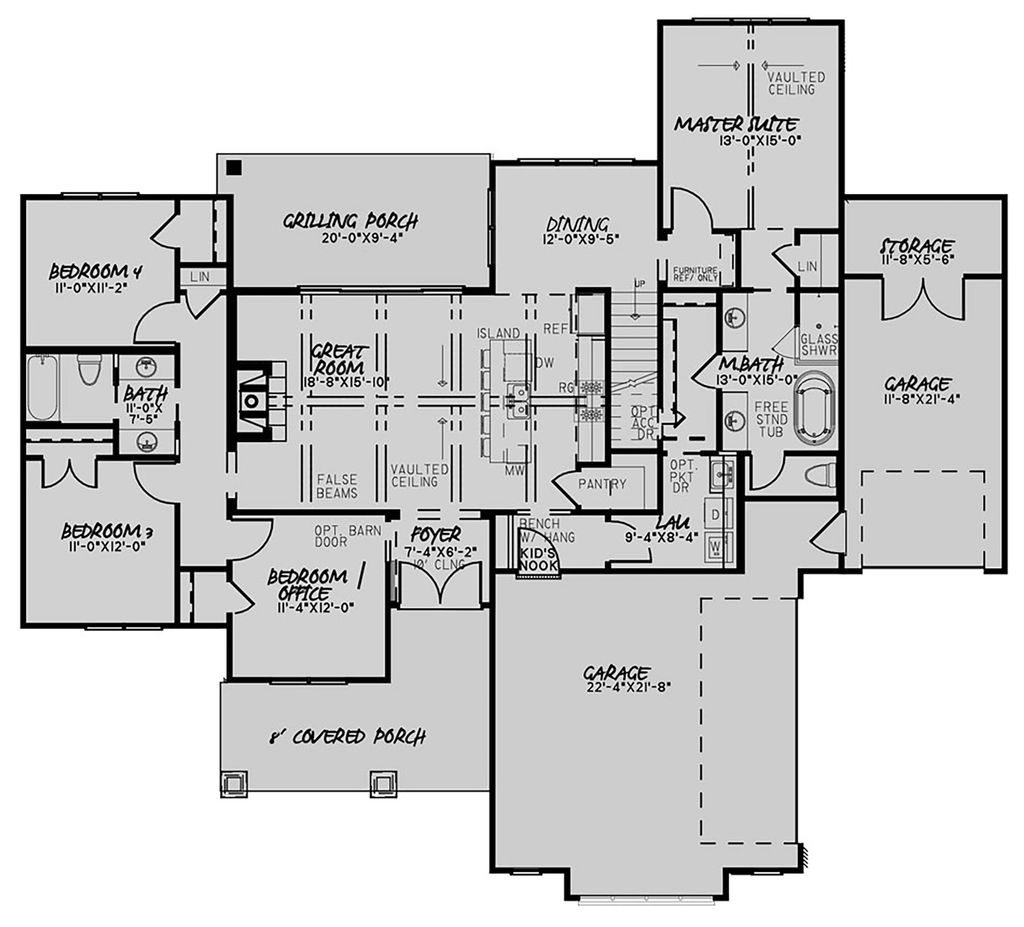 VAULTED
CEILING
MASTER SUITE
13'-0"X15'-0"
GRILLING PORCH
20'-0"X9'-4"
DINING
12'-0"X9'-5"
STORAGE
11'-8"X5'-6"
BEDROOM 4
11'-0"X11'-2"
LIN
FURNITURE
REF/ ONLY
LIN
UP
ISLAND
REF
GREAT
ROOM
18'-8"X15'-10"
DW
GLASS
SHWR
M.BATH
13'-0"X15'-0"
RG
GARAGE
11'-8"X21'-4"
BATH
11'-0"X
7'-5"
OPT
ACC
DR
FREE
STND
TUB
FALSE
BEAMS
VAULTED
CEILING
MW
PANTRY
OPT.
PKT
DR
D
W
BEDROOM 3
11'-0"X12'-0"
OPT. BARN
DOOR
FOYER
7'-4"X6'-2"
10' CLNG
BENCH
W/ HANG
KID'S
NOOK
LAU
9'-4"X8'-4"
BEDROOM /
OFFICE
11'-4"X12'-0"
GARAGE
22'-4"X21'-8"
8' COVERED PORCH